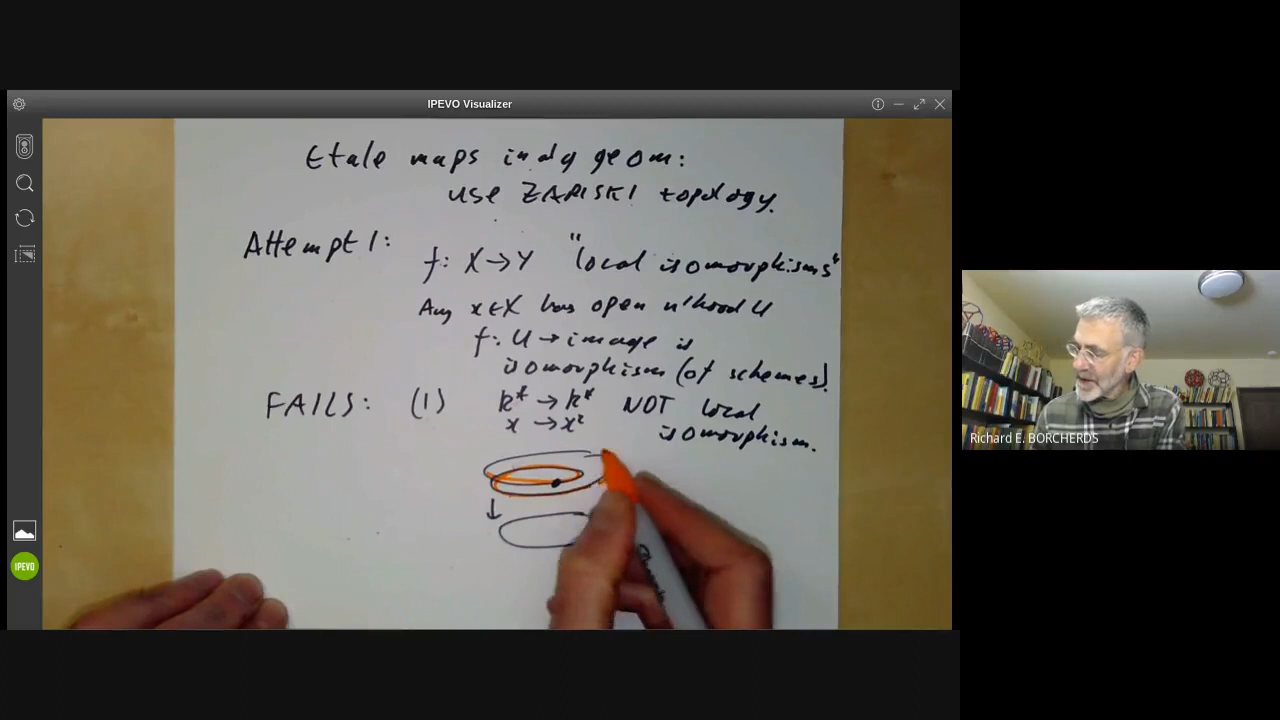 IPEVO Visualizer
Etale maps in alg geom:
use ZARISKI topology.
Attempt 1: f: X→Y "local isomorphisms"
Any x∈X has open n'hood U
f: U → image is
isomorphism (of schemes).
FAILS: (1) k* → k* NOT local
x → x² isomorphism.
↓
Richard E. BORCHERDS
IPEVO